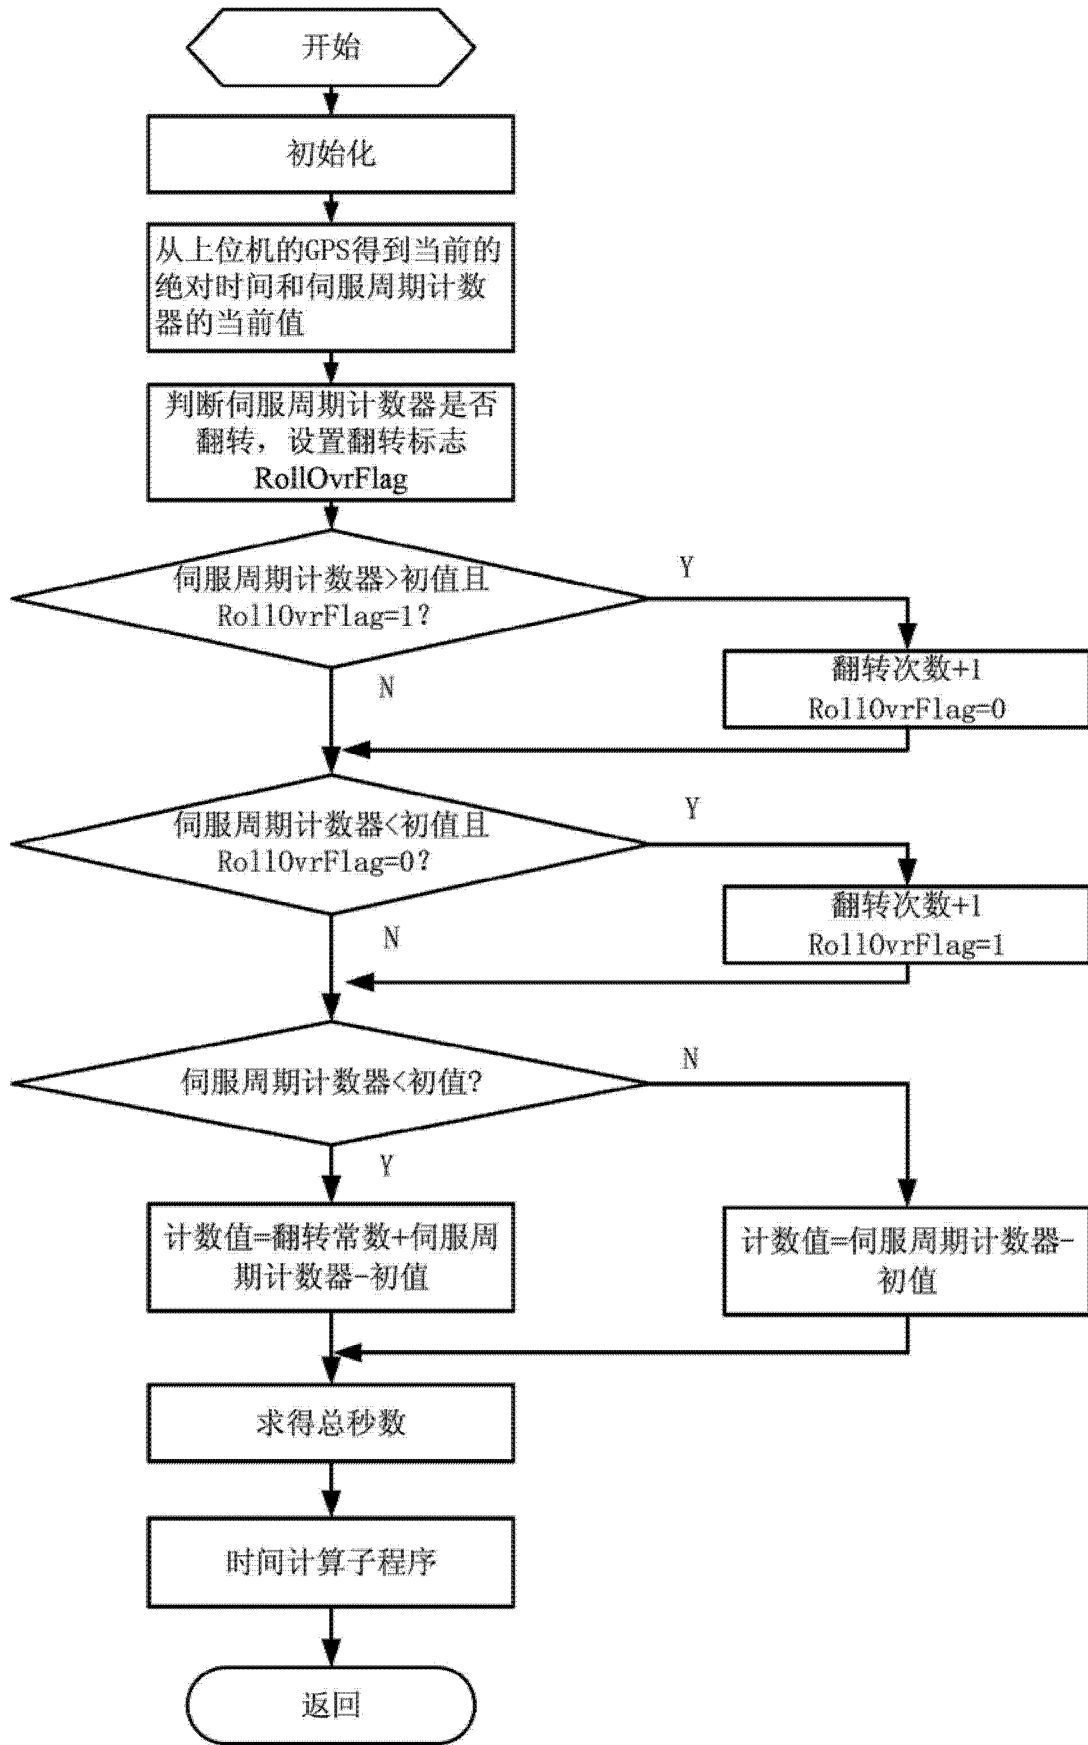 开始
初始化
从上位机的GPS得到当前的
绝对时间和伺服周期计数
器的当前值
判断伺服周期计数器是否
翻转，设置翻转标志
RollOvrFlag
伺服周期计数器>初值且
RollOvrFlag=1?
Y
N
翻转次数+1
RollOvrFlag=0
伺服周期计数器<初值且
RollOvrFlag=0?
Y
N
翻转次数+1
RollOvrFlag=1
伺服周期计数器<初值?
N
Y
计数值=翻转常数+伺服周
期计数器-初值
计数值=伺服周期计数器-
初值
求得总秒数
时间计算子程序
返回